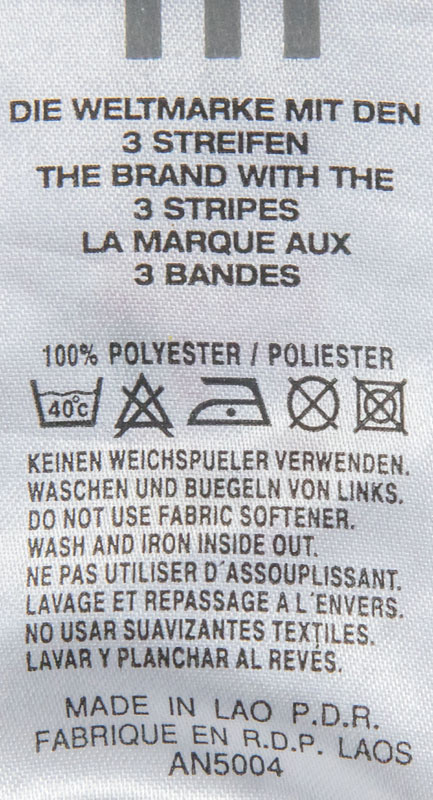 DIE WELTMARKE MIT DEN
3 STREIFEN
THE BRAND WITH THE
3 STRIPES
LA MARQUE AUX
3 BANDES
100% POLYESTER / POLIESTER
40°C
KEINEN WEICHSPUELER VERWENDEN.
WASCHEN UND BUEGELN VON LINKS.
DO NOT USE FABRIC SOFTENER.
WASH AND IRON INSIDE OUT.
NE PAS UTILISER D´ASSOUPLISSANT.
LAVAGE ET REPASSAGE A L´ENVERS.
NO USAR SUAVIZANTES TEXTILES.
LAVAR Y PLANCHAR AL REVÉS.
MADE IN LAO P.D.R.
FABRIQUE EN R.D.P. LAOS
AN5004